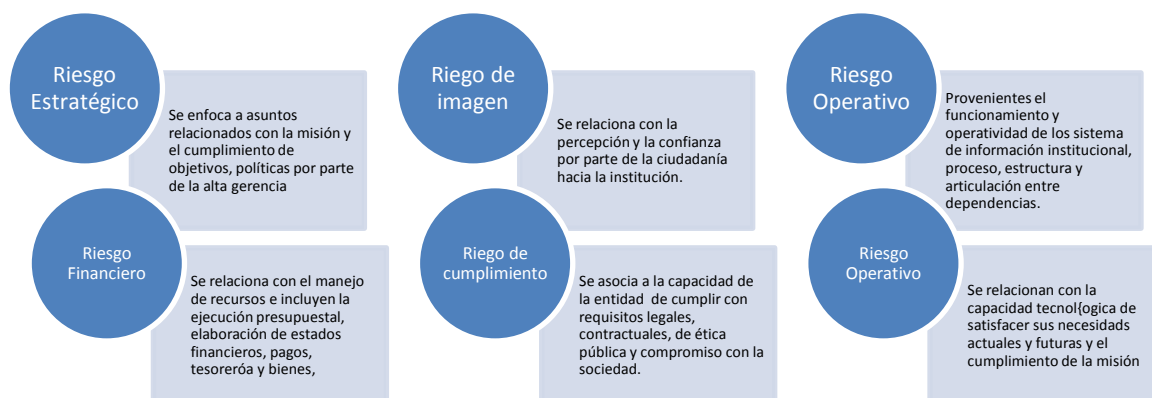 Riesgo
Estratégico
Se enfoca a asuntos
relacionados con la misión y
el cumplimiento de
objetivos, políticas por parte
de la alta gerencia
Riego de
imagen
Se relaciona con la
percepción y la confianza
por parte de la ciudadanía
hacia la institución.
Riesgo
Operativo
Provenientes el
funcionamiento y
operatividad de los sistema
de información institucional,
proceso, estructura y
articulación entre
dependencias.
Riesgo
Financiero
Se relaciona con el manejo
de recursos e incluyen la
ejecución presupuestal,
elaboración de estados
financieros, pagos,
tesoreróa y bienes,
Riego de
cumplimiento
Se asocia a la capacidad de
la entidad  de cumplir con
requisitos legales,
contractuales, de ética
pública y compromiso con la
sociedad.
Riesgo
Operativo
Se relacionan con la
capacidad tecnol{ogica de
satisfacer sus necesidads
actuales y futuras y el
cumplimiento de la misión